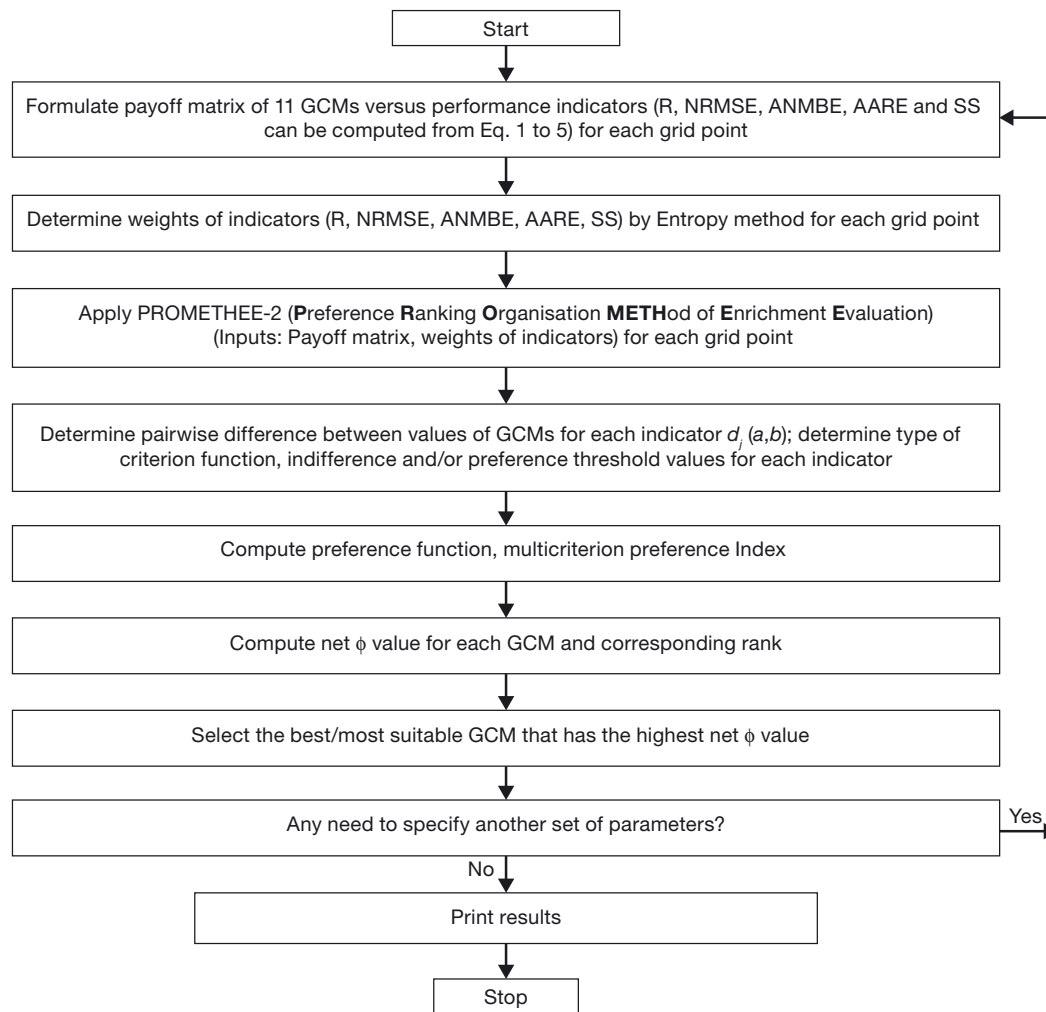 Start
Formulate payoff matrix of 11 GCMs versus performance indicators (R, NRMSE, ANMBE, AARE and SS
can be computed from Eq. 1 to 5) for each grid point
Determine weights of indicators (R, NRMSE, ANMBE, AARE, SS) by Entropy method for each grid point
Apply PROMETHEE-2 (Preference Ranking Organisation METHod of Enrichment Evaluation)
(Inputs: Payoff matrix, weights of indicators) for each grid point
Determine pairwise difference between values of GCMs for each indicator dj (a,b); determine type of
criterion function, indifference and/or preference threshold values for each indicator
Compute preference function, multicriterion preference Index
Compute net ϕ value for each GCM and corresponding rank
Select the best/most suitable GCM that has the highest net ϕ value
Any need to specify another set of parameters?
Yes
No
Print results
Stop